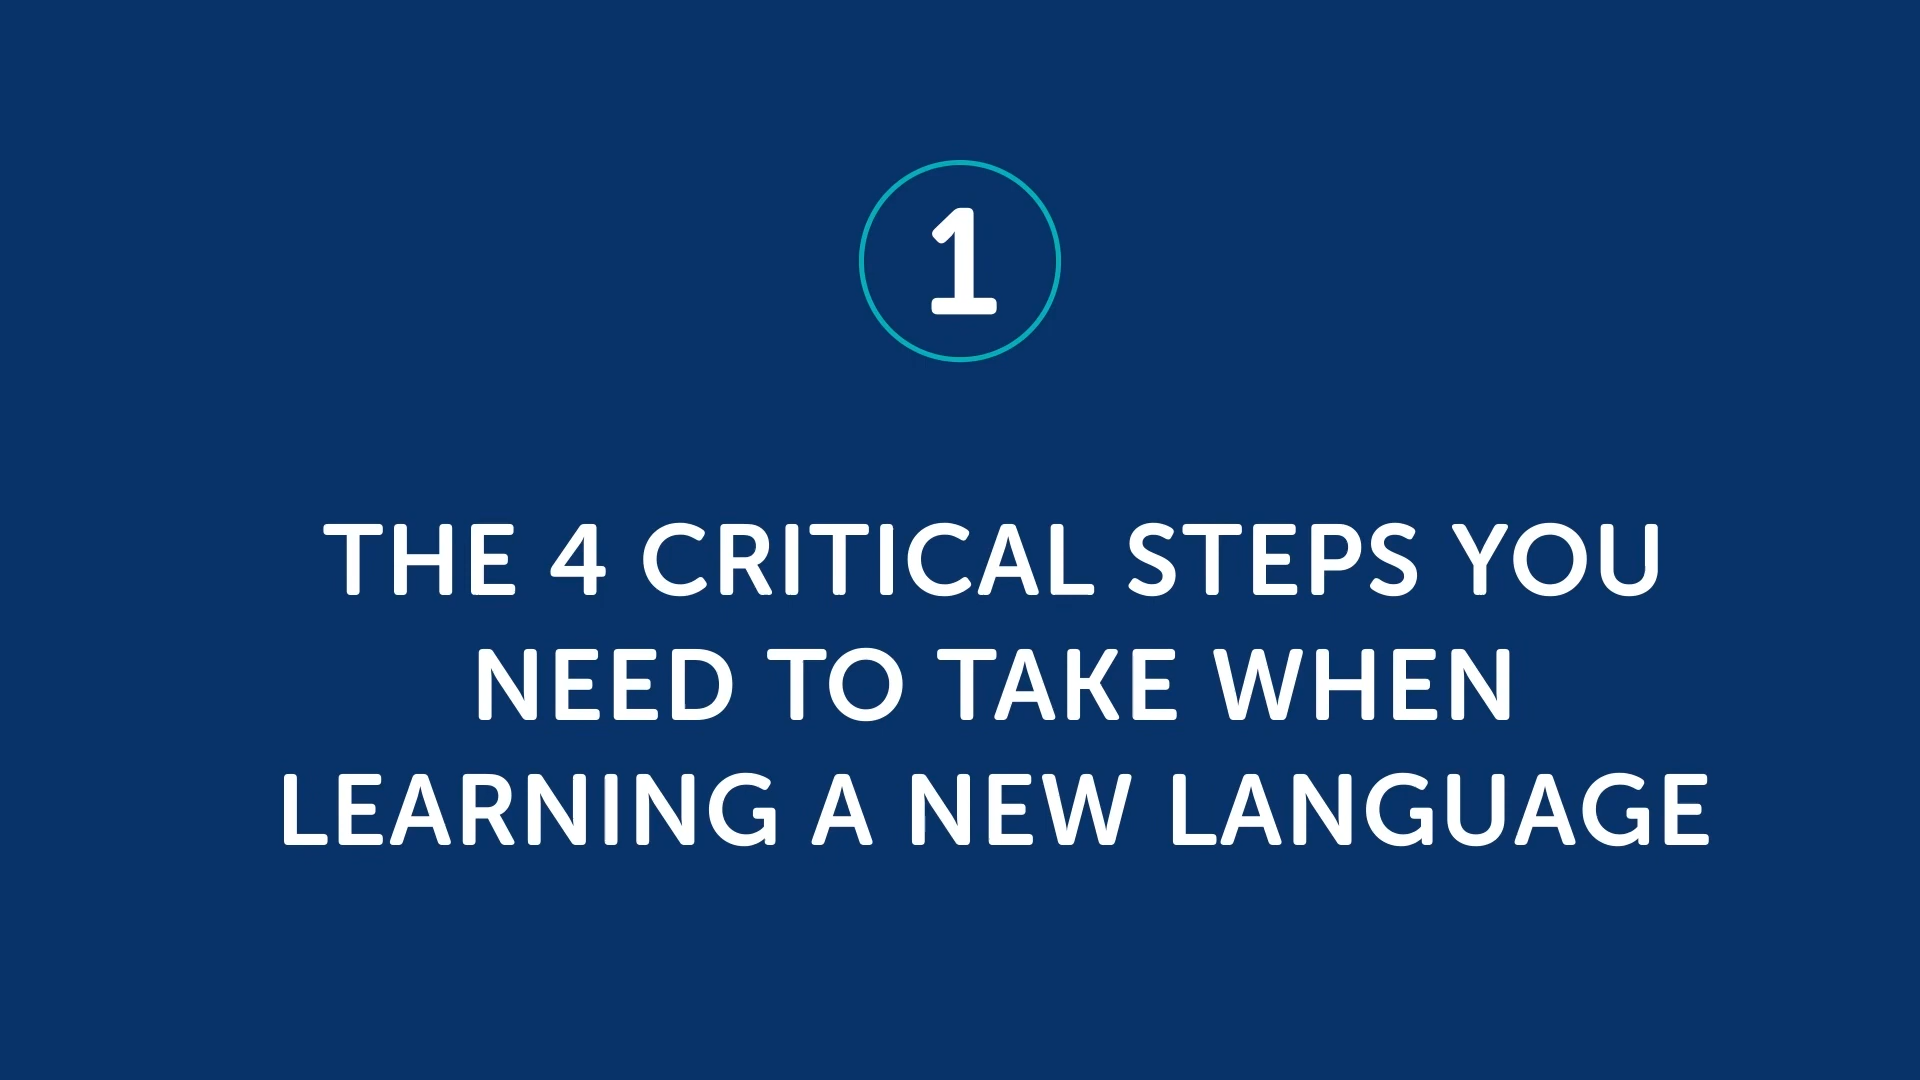 1
THE 4 CRITICAL STEPS YOU
NEED TO TAKE WHEN
LEARNING A NEW LANGUAGE